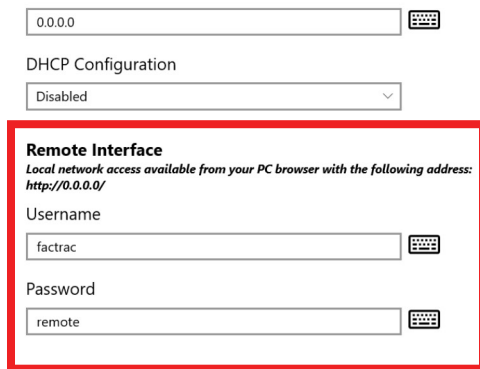 0.0.0.0
DHCP Configuration
Disabled
Remote Interface
Local network access available from your PC browser with the following address:
http://0.0.0.0/
Username
factrac
Password
remote